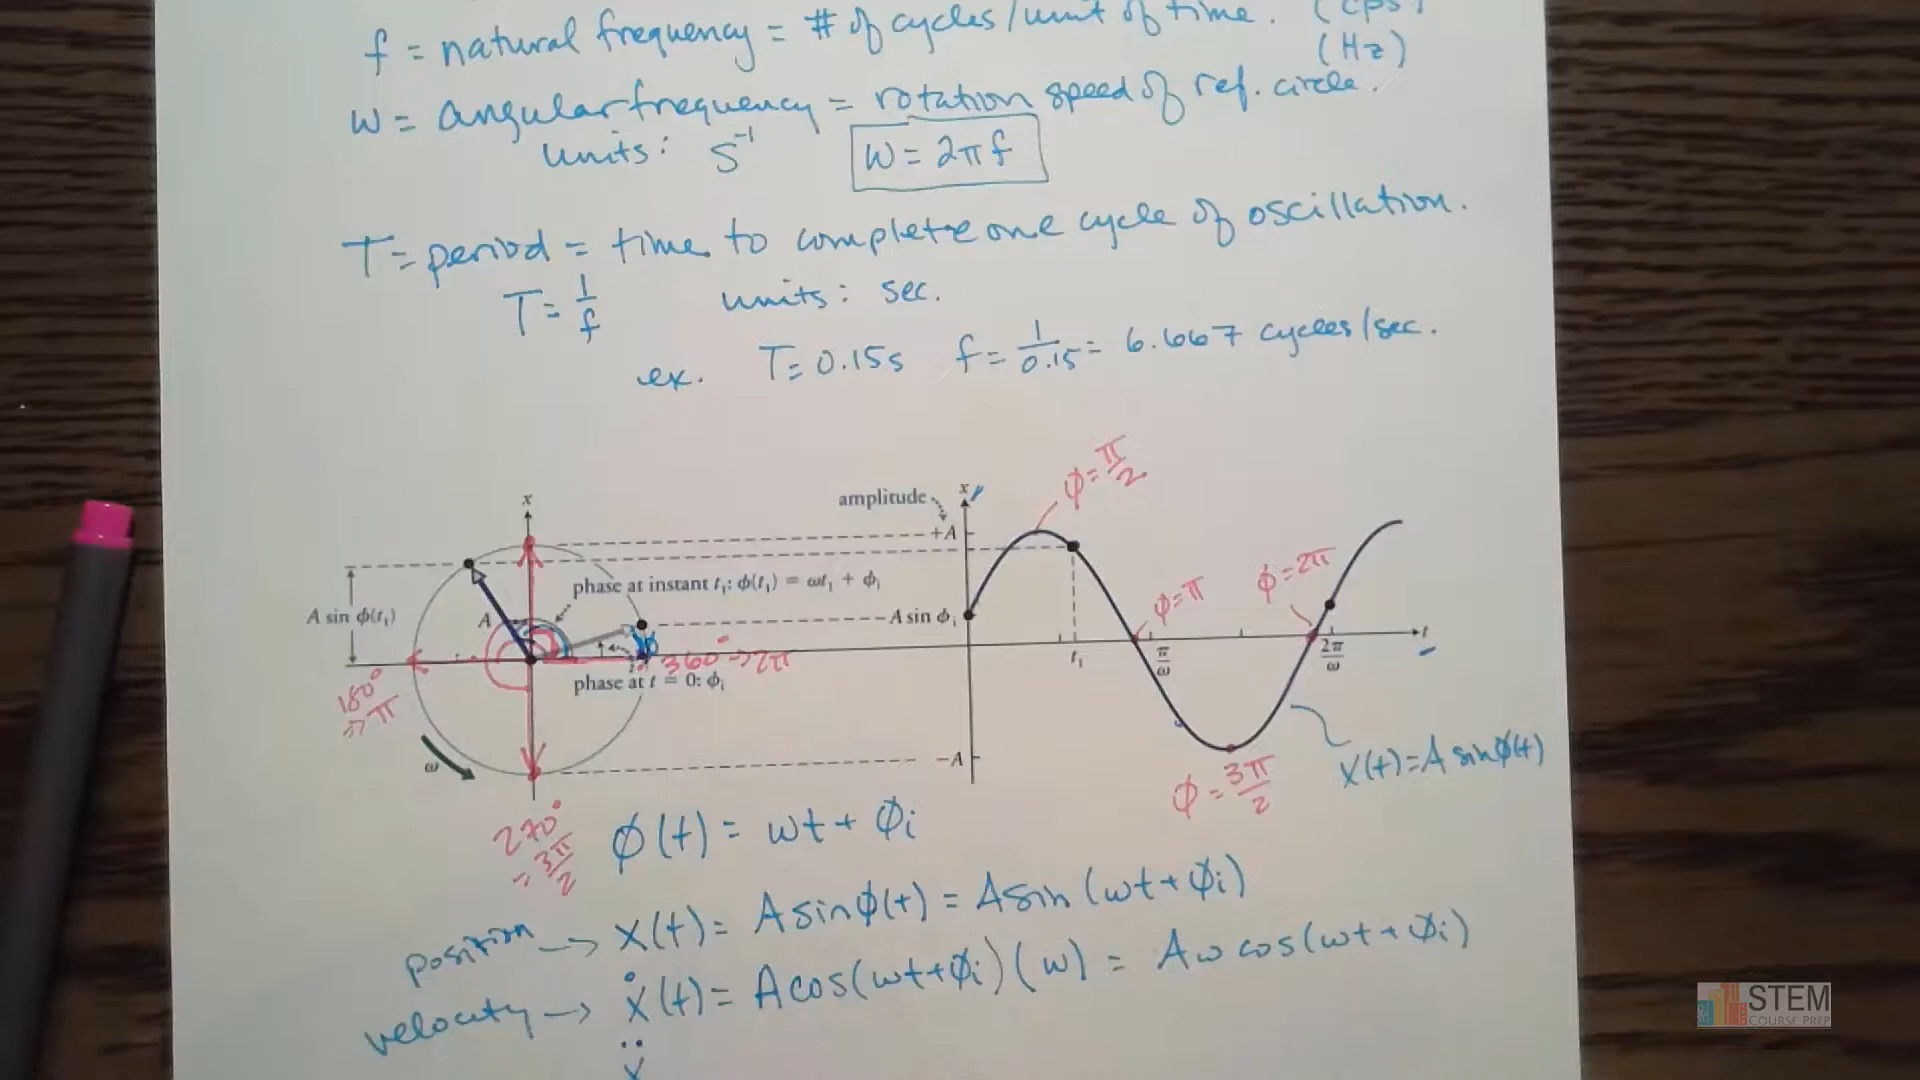 f = natural frequency = # of cycles/unit of time. (cps)
(Hz)
ω = angular frequency = rotation speed of ref. circle.
units: s⁻¹
ω = 2πf
T = period = time to complete one cycle of oscillation.
T = 1/f
units: sec.
ex. T = 0.15s f = 1/0.15 = 6.667 cycles/sec.
x
amplitude
x
φ = π/2
+A
phase at instant t₁: φ(t₁) = ωt₁ + φᵢ
A sin φ(t₁)
A
A sin φᵢ
φ = π
φ = 2π
360° → 2π
phase at t = 0: φᵢ
t₁
π/ω
2π/ω
t
180°
⇒ π
ω
−A
φ = 3π/2
x(t) = A sinφ(t)
270°
= 3π/2
φ(t) = ωt + φᵢ
position → x(t) = A sinφ(t) = A sin(ωt + φᵢ)
velocity → ẋ(t) = A cos(ωt + φᵢ)(ω) = Aω cos(ωt + φᵢ)
ẍ
STEM
COURSE PREP